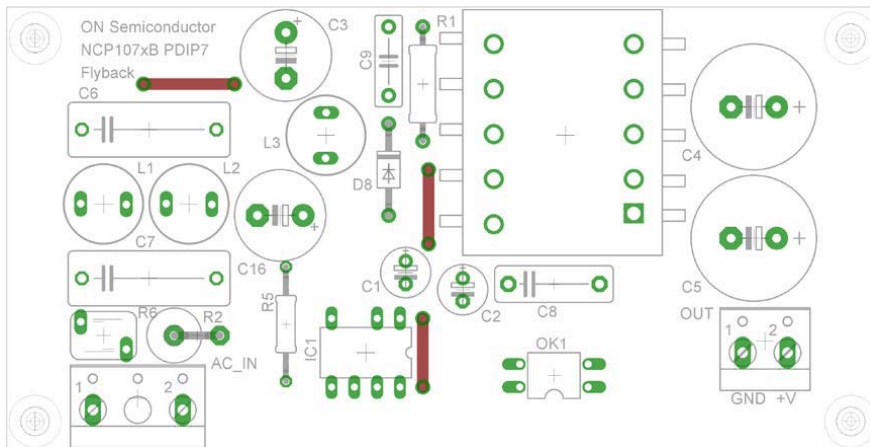 ON Semiconductor
NCP107xB PDIP7
Flyback
C3
C9
R1
C6
L3
C4
D8
L1
L2
C7
C16
C1
C2
C8
C5
R6
R2
R5
IC1
OK1
OUT
1
2
AC_IN
1
2
GND +V